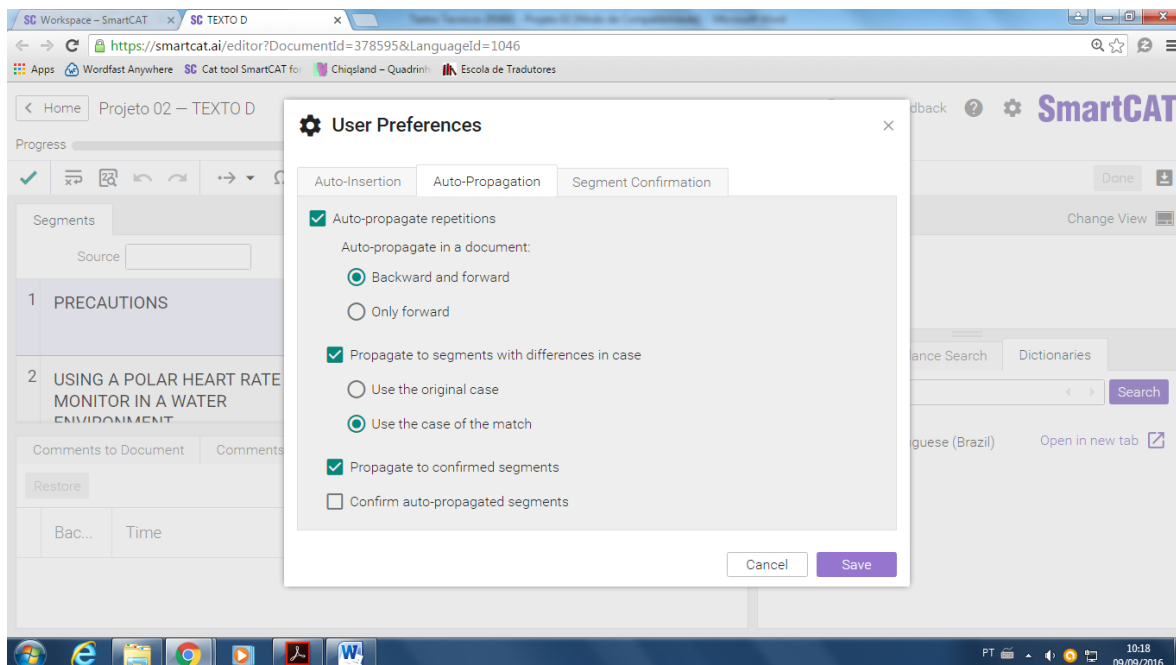 SC Workspace – SmartCAT
SC TEXTO D
https://smartcat.ai/editor?DocumentId=378595&LanguageId=1046
Apps Wordfast Anywhere SC Cat tool SmartCAT for Chiqsland – Quadrinh Escola de Tradutores
Home Projeto 02 — TEXTO D
dback ? SmartCAT
Progress
Done
Segments
Change View
Source
1 PRECAUTIONS
2 USING A POLAR HEART RATE
MONITOR IN A WATER
ENVIRONMENT
User Preferences
Auto-Insertion Auto-Propagation Segment Confirmation
Auto-propagate repetitions
Auto-propagate in a document:
Backward and forward
Only forward
Propagate to segments with differences in case
Use the original case
Use the case of the match
Propagate to confirmed segments
Confirm auto-propagated segments
Cancel Save
ance Search Dictionaries
Search
guese (Brazil) Open in new tab
Comments to Document Comments
Restore
Bac... Time
PT 10:18
09/09/2016